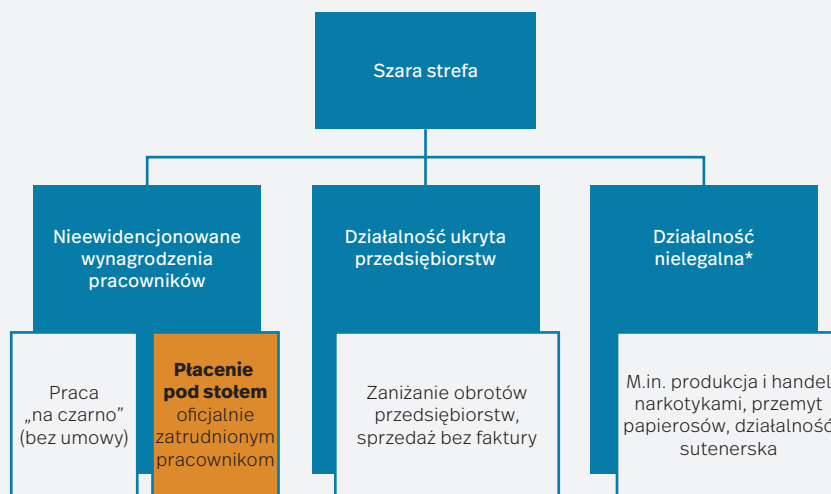 Szara strefa
Nieewidencjonowane
wynagrodzenia
pracowników
Działalność ukryta
przedsiębiorstw
Działalność
nielegalna*
Praca
„na czarno”
(bez umowy)
Płacenie
pod stołem
oficjalnie
zatrudnionym
pracownikom
Zaniżanie obrotów
przedsiębiorstw,
sprzedaż bez faktury
M.in. produkcja i handel
narkotykami, przemyt
papierosów, działalność
sutenerska